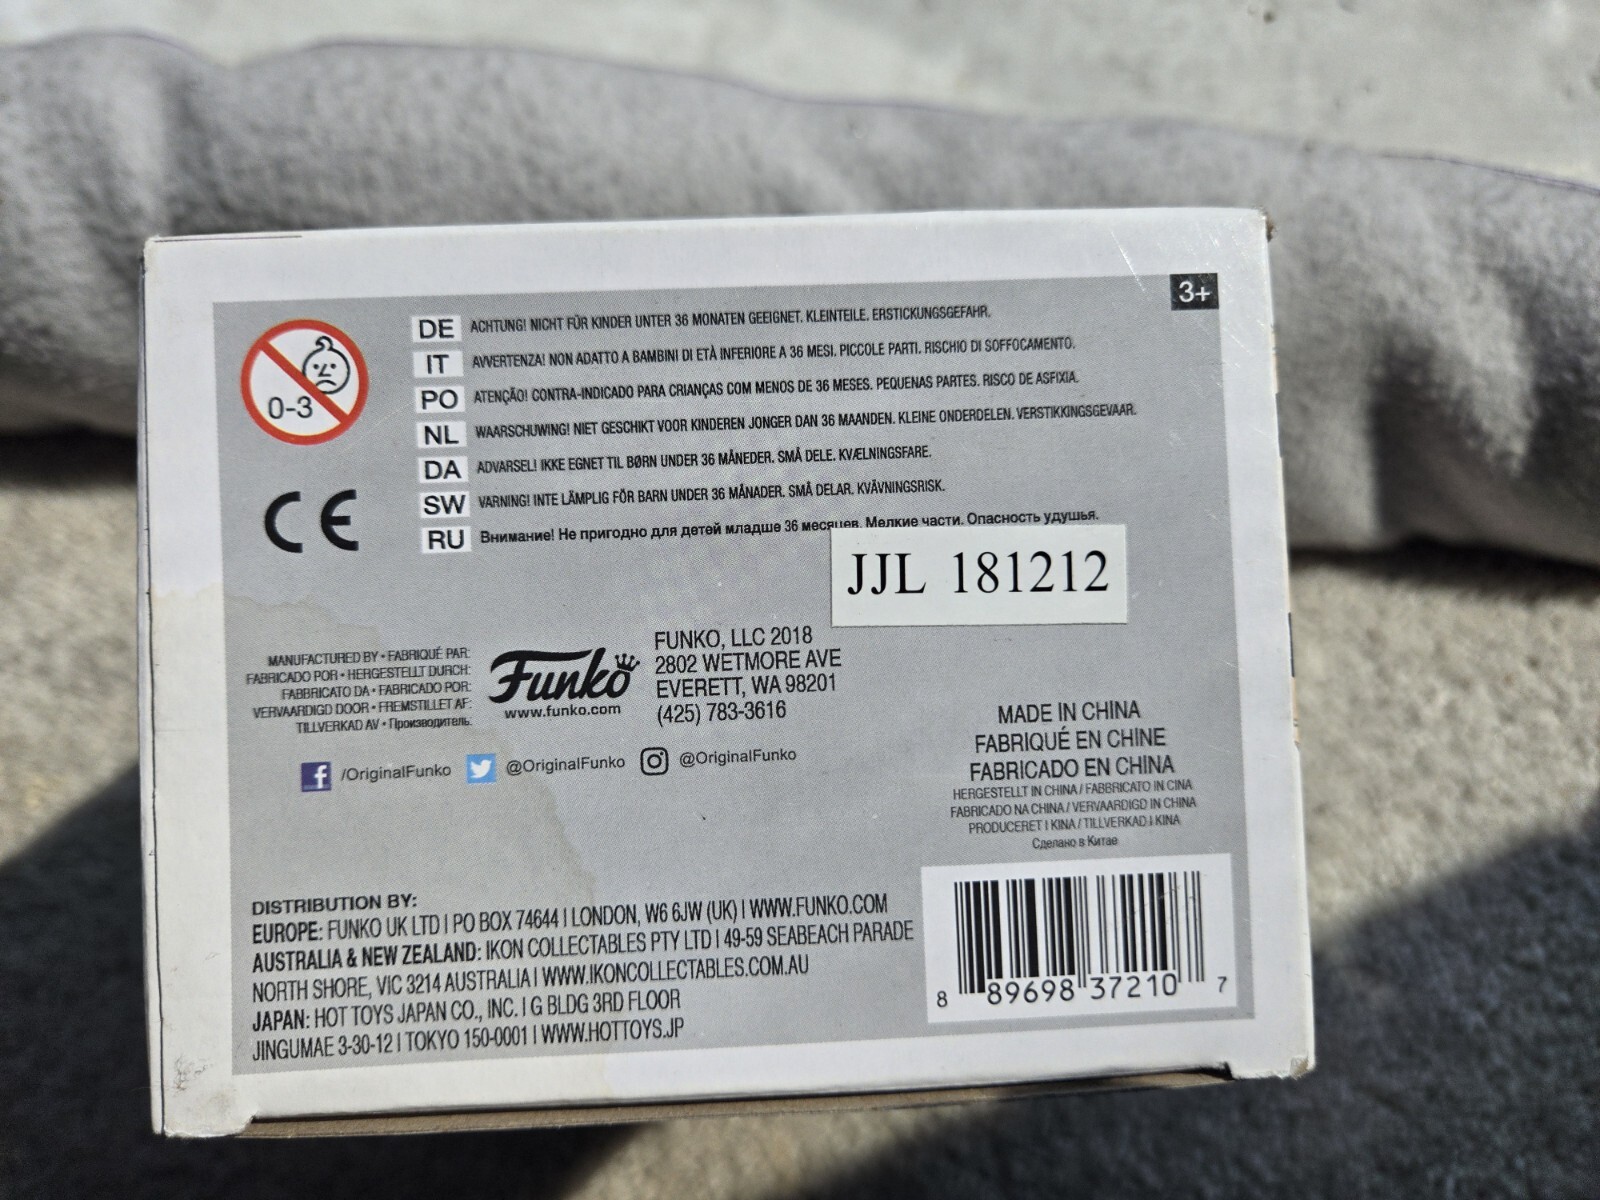 3+
0-3
DE ACHTUNG! NICHT FÜR KINDER UNTER 36 MONATEN GEEIGNET. KLEINTEILE. ERSTICKUNGSGEFAHR.
IT AVVERTENZA! NON ADATTO A BAMBINI DI ETÀ INFERIORE A 36 MESI. PICCOLE PARTI. RISCHIO DI SOFFOCAMENTO.
PO ATENÇÃO! CONTRA-INDICADO PARA CRIANÇAS COM MENOS DE 36 MESES. PEQUENAS PARTES. RISCO DE ASFIXIA.
NL WAARSCHUWING! NIET GESCHIKT VOOR KINDEREN JONGER DAN 36 MAANDEN. KLEINE ONDERDELEN. VERSTIKKINGSGEVAAR.
DA ADVARSEL! IKKE EGNET TIL BØRN UNDER 36 MÅNEDER. SMÅ DELE. KVÆLNINGSFARE.
SW VARNING! INTE LÄMPLIG FÖR BARN UNDER 36 MÅNADER. SMÅ DELAR. KVÄVNINGSRISK.
RU Внимание! Не пригодно для детей младше 36 месяцев. Мелкие части. Опасность удушья.
CE
JJL 181212
MANUFACTURED BY • FABRIQUÉ PAR:
FABRICADO POR • HERGESTELLT DURCH:
FABBRICATO DA • FABRICADO POR:
VERVAARDIGD DOOR • FREMSTILLET AF:
TILLVERKAD AV • Производитель:
Funko
www.funko.com
FUNKO, LLC 2018
2802 WETMORE AVE
EVERETT, WA 98201
(425) 783-3616
/OriginalFunko @OriginalFunko @OriginalFunko
MADE IN CHINA
FABRIQUÉ EN CHINE
FABRICADO EN CHINA
HERGESTELLT IN CHINA / FABBRICATO IN CINA
FABRICADO NA CHINA / VERVAARDIGD IN CHINA
PRODUCERET I KINA / TILLVERKAD I KINA
Сделано в Китае
DISTRIBUTION BY:
EUROPE: FUNKO UK LTD | PO BOX 74644 | LONDON, W6 6JW (UK) | WWW.FUNKO.COM
AUSTRALIA & NEW ZEALAND: IKON COLLECTABLES PTY LTD | 49-59 SEABEACH PARADE
NORTH SHORE, VIC 3214 AUSTRALIA | WWW.IKONCOLLECTABLES.COM.AU
JAPAN: HOT TOYS JAPAN CO., INC. | G BLDG 3RD FLOOR
JINGUMAE 3-30-12 | TOKYO 150-0001 | WWW.HOTTOYS.JP
8 89698 37210 7